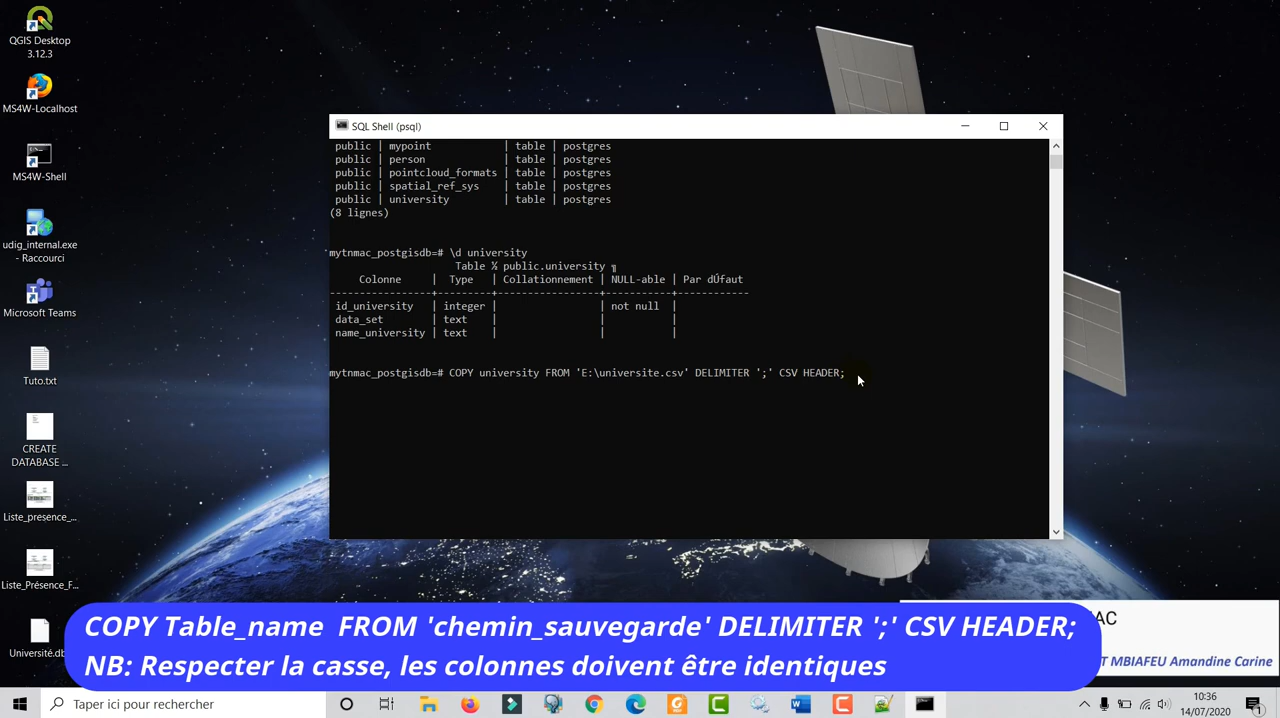 QGIS Desktop
3.12.3
MS4W-Localhost
MS4W-Shell
udig_internal.exe
- Raccourci
Microsoft Teams
Tuto.txt
CREATE
DATABASE ...
Liste_presence_...
Liste_Présence_F...
Université.db
SQL Shell (psql)
public | mypoint | table | postgres
public | person | table | postgres
public | pointcloud_formats | table | postgres
public | spatial_ref_sys | table | postgres
public | university | table | postgres
(8 lignes)
mytnmac_postgisdb=# \d university
Table % public.university ╗
Colonne | Type | Collationnement | NULL-able | Par dÚfaut
id_university | integer | | not null |
data_set | text | | |
name_university | text | | |
mytnmac_postgisdb=# COPY university FROM 'E:\universite.csv' DELIMITER ';' CSV HEADER;
COPY Table_name FROM 'chemin_sauvegarde' DELIMITER ';' CSV HEADER;
NB: Respecter la casse, les colonnes doivent être identiques
AC
T MBIAFEU Amandine Carine
Taper ici pour rechercher
10:36
14/07/2020
1